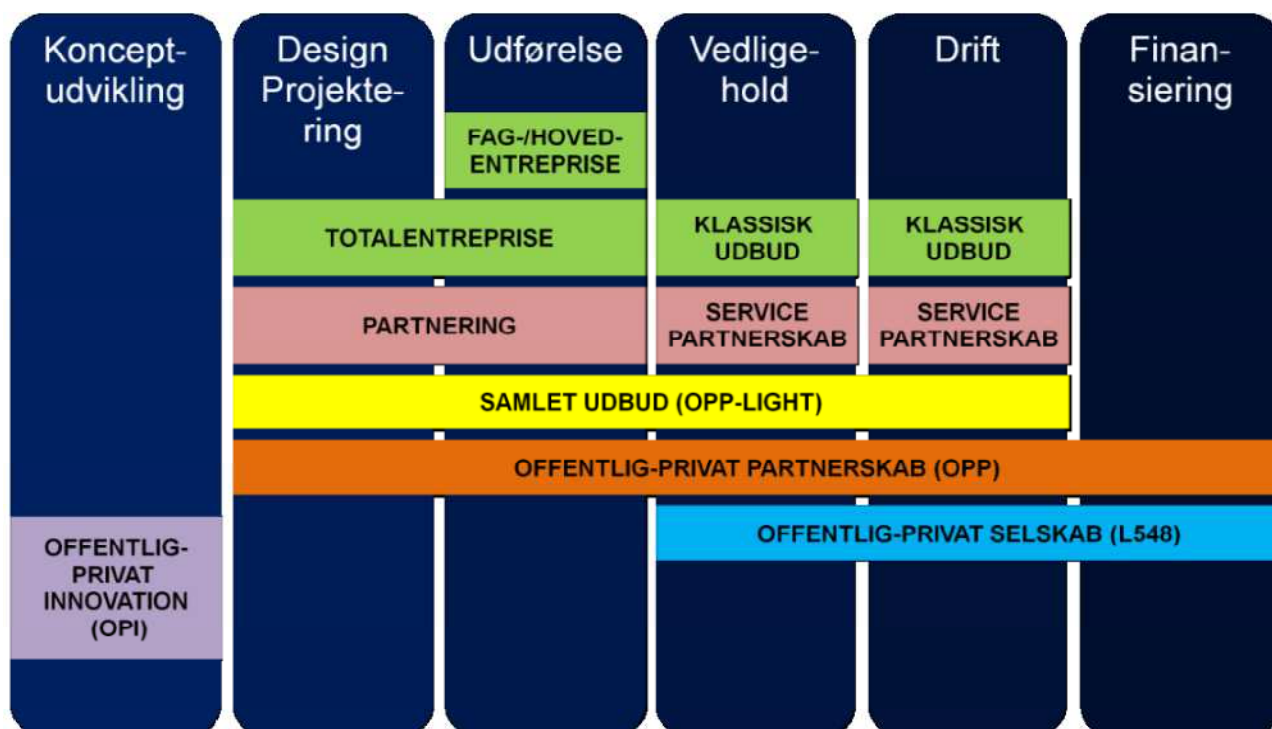 Koncept-
udvikling
Design
Projekte-
ring
Udførelse
Vedlige-
hold
Drift
Finan-
siering
FAG-/HOVED-
ENTREPRISE
TOTALENTREPRISE
KLASSISK
UDBUD
KLASSISK
UDBUD
PARTNERING
SERVICE
PARTNERSKAB
SERVICE
PARTNERSKAB
SAMLET UDBUD (OPP-LIGHT)
OFFENTLIG-PRIVAT PARTNERSKAB (OPP)
OFFENTLIG-PRIVAT SELSKAB (L548)
OFFENTLIG-
PRIVAT
INNOVATION
(OPI)